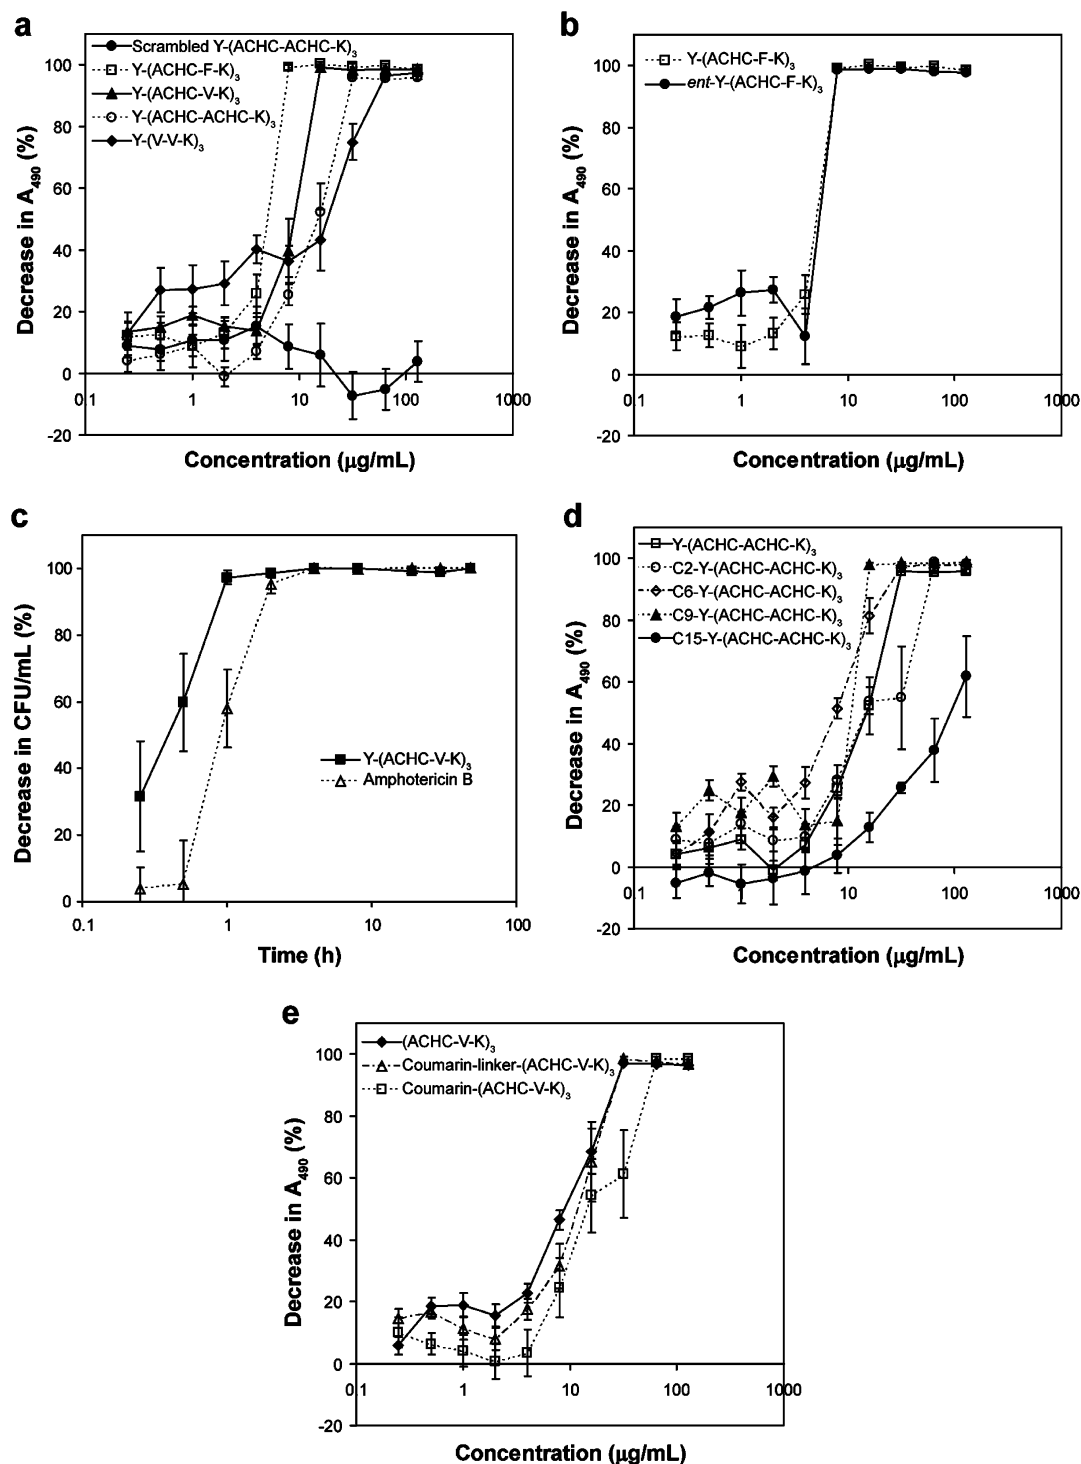 a
Decrease in A490 (%)
100
80
60
40
20
0
-20
Scrambled Y-(ACHC-ACHC-K)3
Y-(ACHC-F-K)3
Y-(ACHC-V-K)3
Y-(ACHC-ACHC-K)3
Y-(V-V-K)3
0.1 1 10 100 1000
Concentration (μg/mL)
b
Decrease in A490 (%)
100
80
60
40
20
0
-20
Y-(ACHC-F-K)3
ent-Y-(ACHC-F-K)3
0.1 1 10 100 1000
Concentration (μg/mL)
c
Decrease in CFU/mL (%)
100
80
60
40
20
0
Y-(ACHC-V-K)3
Amphotericin B
0.1 1 10 100
Time (h)
d
Decrease in A490 (%)
100
80
60
40
20
0
-20
Y-(ACHC-ACHC-K)3
C2-Y-(ACHC-ACHC-K)3
C6-Y-(ACHC-ACHC-K)3
C9-Y-(ACHC-ACHC-K)3
C15-Y-(ACHC-ACHC-K)3
0.1 1 10 100 1000
Concentration (μg/mL)
e
Decrease in A490 (%)
100
80
60
40
20
0
-20
(ACHC-V-K)3
Coumarin-linker-(ACHC-V-K)3
Coumarin-(ACHC-V-K)3
0.1 1 10 100 1000
Concentration (μg/mL)